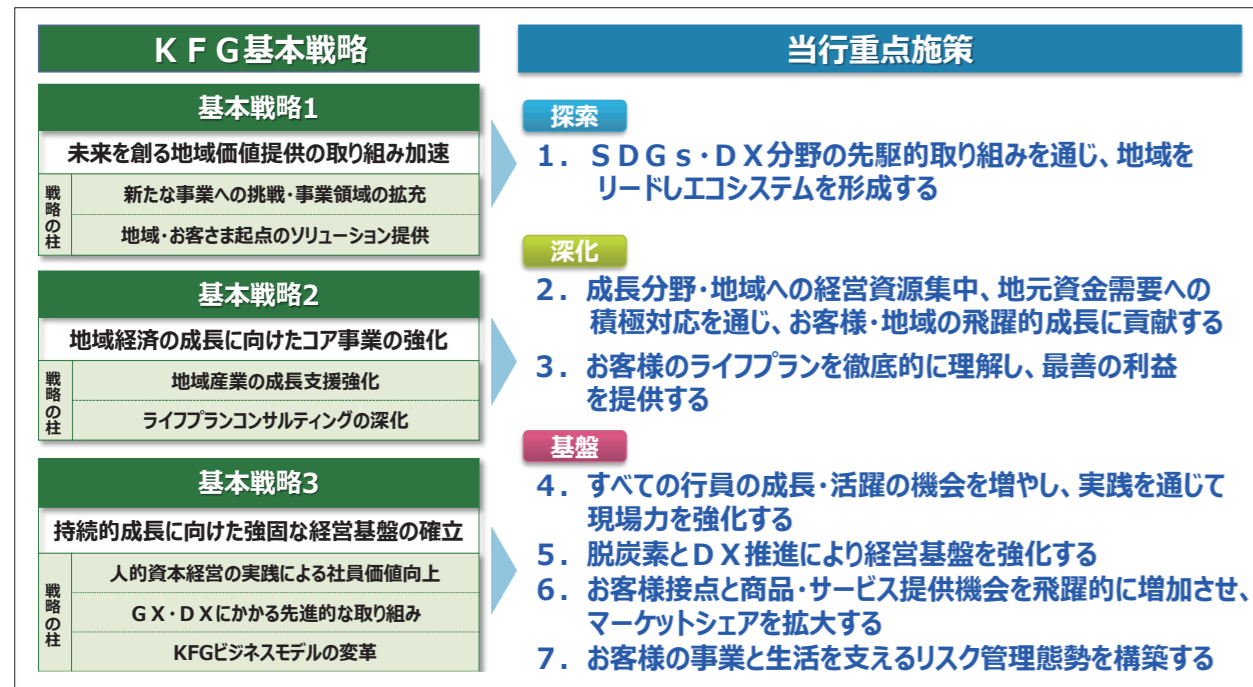 ＫＦＧ基本戦略
基本戦略1
未来を創る地域価値提供の取り組み加速
戦略の柱
新たな事業への挑戦・事業領域の拡充
地域・お客さま起点のソリューション提供
基本戦略2
地域経済の成長に向けたコア事業の強化
戦略の柱
地域産業の成長支援強化
ライフプランコンサルティングの深化
基本戦略3
持続的成長に向けた強固な経営基盤の確立
戦略の柱
人的資本経営の実践による社員価値向上
ＧＸ・ＤＸにかかる先進的な取り組み
KFGビジネスモデルの変革
当行重点施策
探索
１．ＳＤＧｓ・ＤＸ分野の先駆的取り組みを通じ、地域を
リードしエコシステムを形成する
深化
２．成長分野・地域への経営資源集中、地元資金需要への
積極対応を通じ、お客様・地域の飛躍的成長に貢献する
３．お客様のライフプランを徹底的に理解し、最善の利益
を提供する
基盤
４．すべての行員の成長・活躍の機会を増やし、実践を通じて
現場力を強化する
５．脱炭素とＤＸ推進により経営基盤を強化する
６．お客様接点と商品・サービス提供機会を飛躍的に増加させ、
マーケットシェアを拡大する
７．お客様の事業と生活を支えるリスク管理態勢を構築する